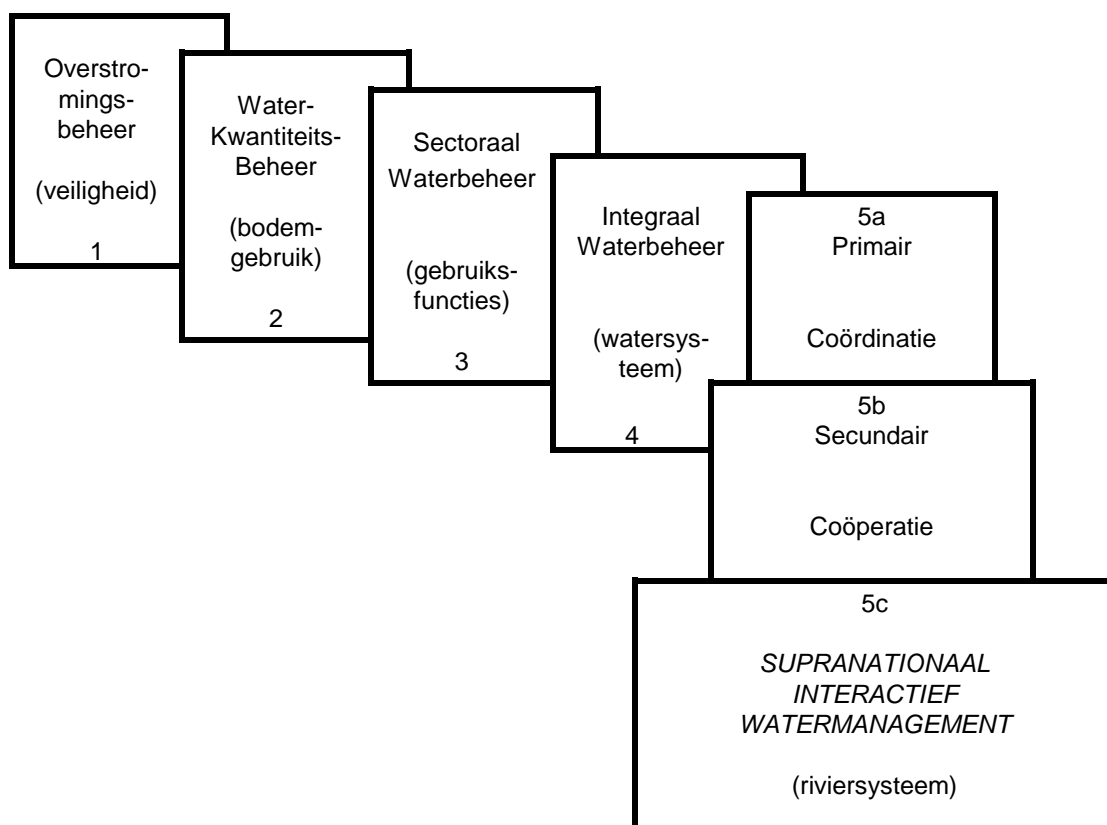 Overstro-
mings-
beheer
(veiligheid)
1
Water-
Kwantiteits-
Beheer
(bodem-
gebruik)
2
Sectoraal
Waterbeheer
(gebruiks-
functies)
3
Integraal
Waterbeheer
(watersys-
teem)
4
5a
Primair
Coördinatie
5b
Secundair
Coöperatie
5c
SUPRANATIONAAL
INTERACTIEF
WATERMANAGEMENT
(riviersysteem)